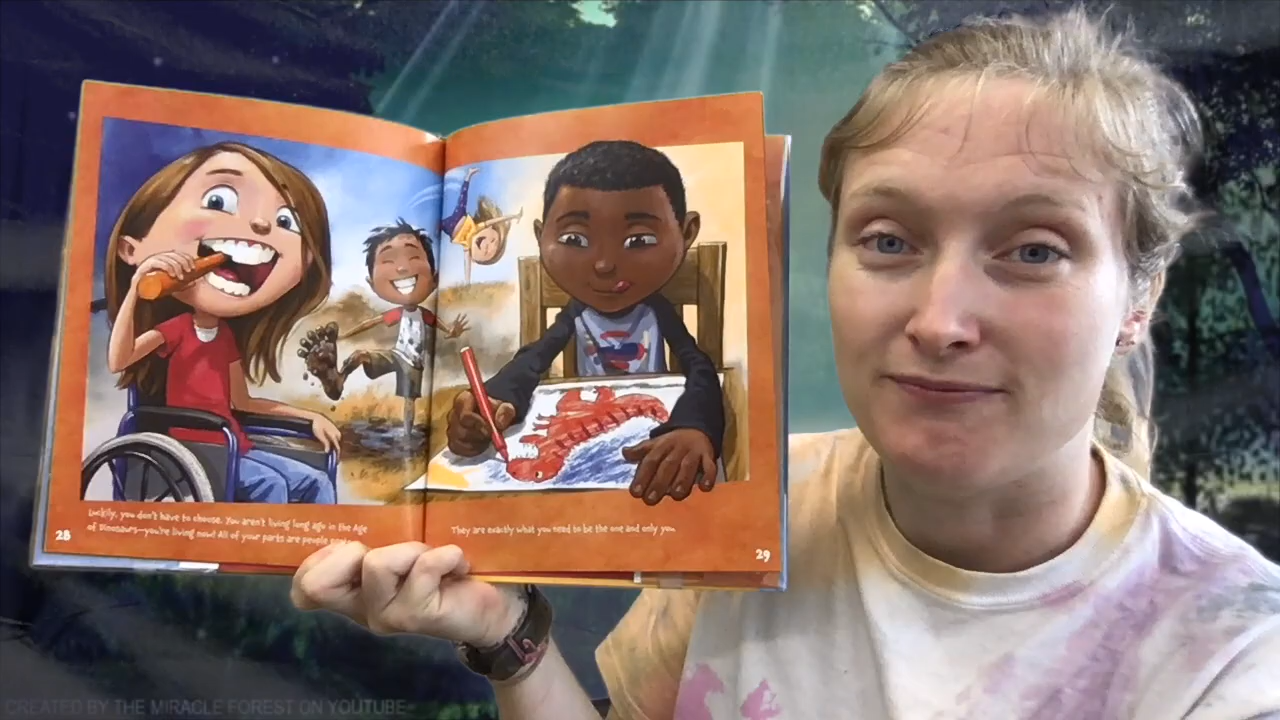 Luckily, you don't have to choose. You aren't living long ago in the Age
of Dinosaurs—you're living now! All of your parts are people
They are exactly what you need to be the one and only you.
28
29
CREATED BY THE MIRACLE FOREST ON YOUTUBE